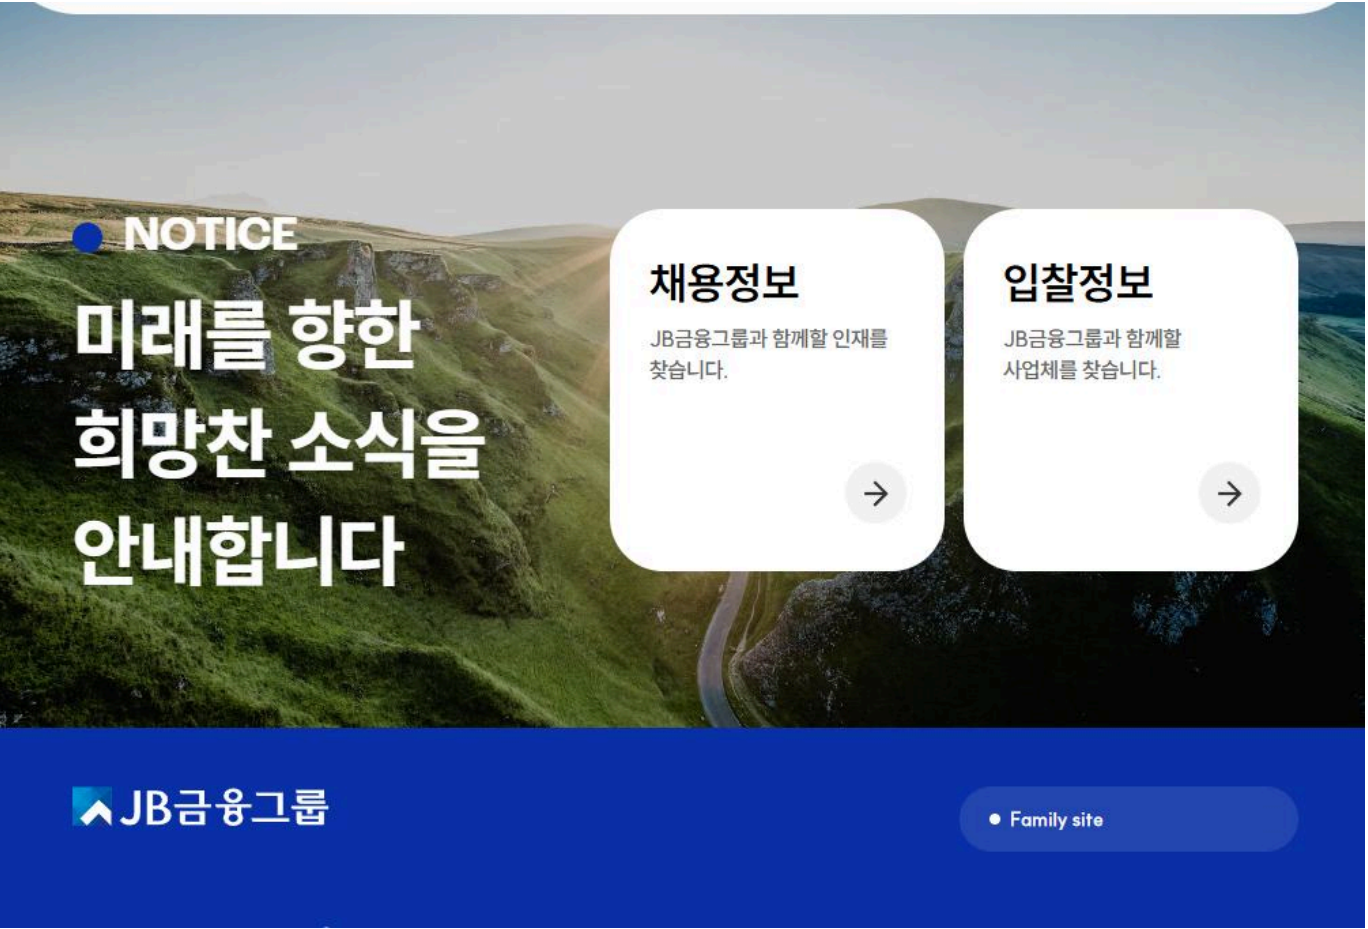 NOTICE
미래를 향한
희망찬 소식을
안내합니다
채용정보
JB금융그룹과 함께할 인재를
찾습니다.
입찰정보
JB금융그룹과 함께할
사업체를 찾습니다.
JB금융그룹
Family site